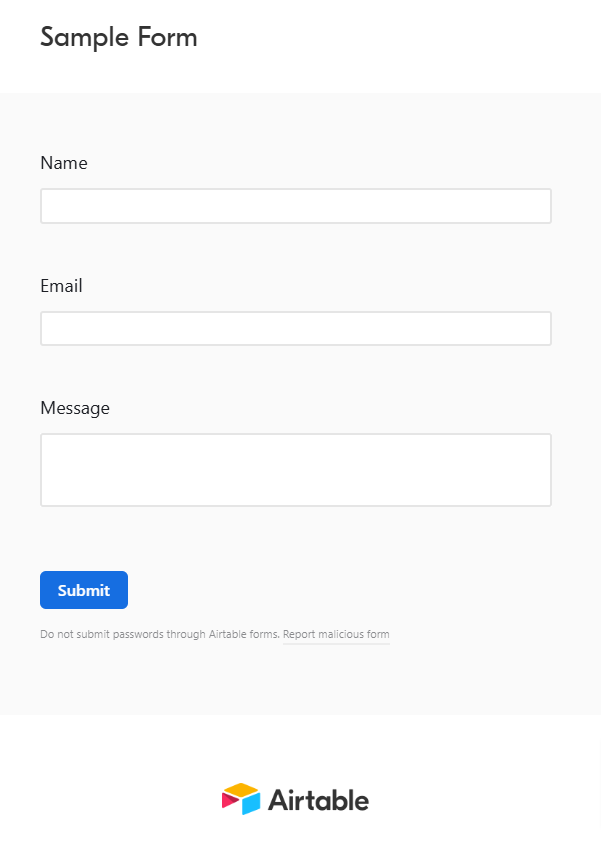 Sample Form
Name
Email
Message
Submit
Do not submit passwords through Airtable forms. Report malicious form
Airtable